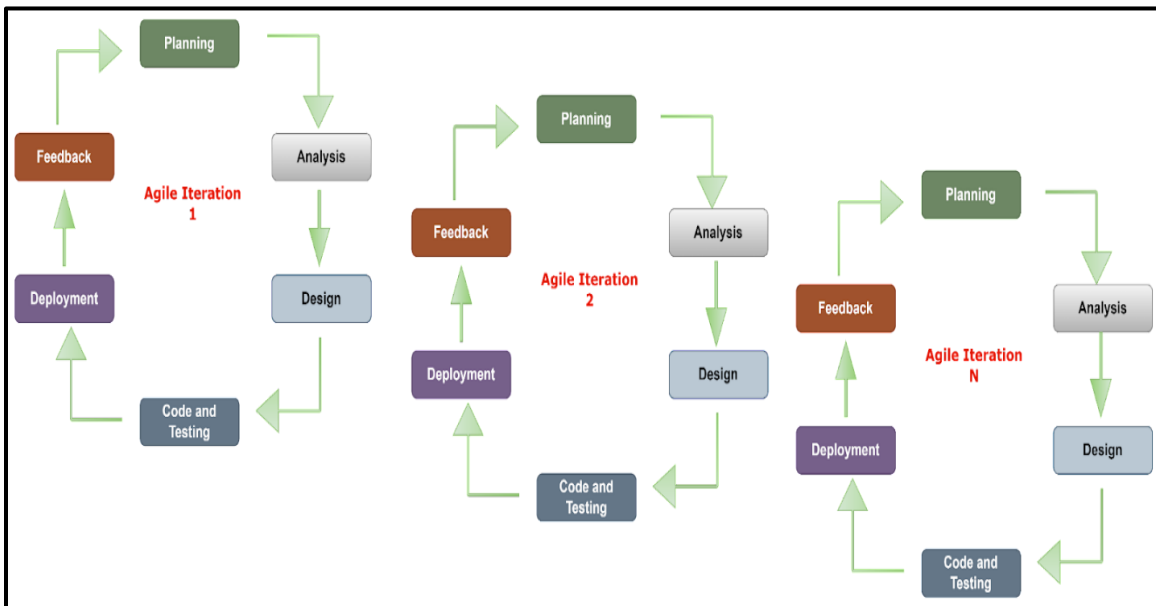 Planning
Feedback
Analysis
Agile Iteration
1
Deployment
Design
Code and
Testing
Planning
Feedback
Analysis
Agile Iteration
2
Deployment
Design
Code and
Testing
Planning
Feedback
Analysis
Agile Iteration
N
Deployment
Design
Code and
Testing